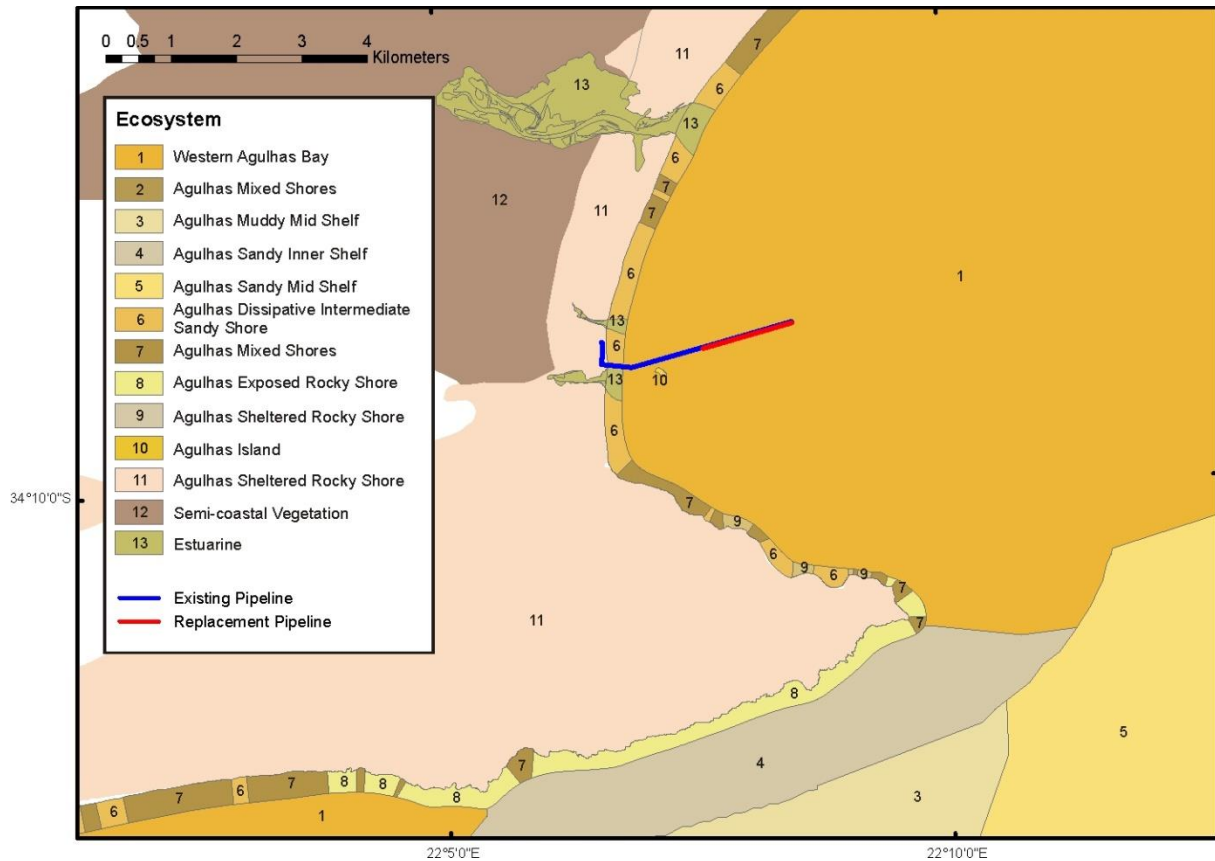 0 0.5 1 2 3 4
Kilometers
Ecosystem
1 Western Agulhas Bay
2 Agulhas Mixed Shores
3 Agulhas Muddy Mid Shelf
4 Agulhas Sandy Inner Shelf
5 Agulhas Sandy Mid Shelf
6 Agulhas Dissipative Intermediate
Sandy Shore
7 Agulhas Mixed Shores
8 Agulhas Exposed Rocky Shore
9 Agulhas Sheltered Rocky Shore
10 Agulhas Island
11 Agulhas Sheltered Rocky Shore
12 Semi-coastal Vegetation
13 Estuarine
Existing Pipeline
Replacement Pipeline
7
11
6
13
13
6
7
12
11
7
6
1
13
6
13
10
6
7
9
6
9
6
9
7
7
11
8
5
4
3
7
7
6
7
6
8
8
8
1
34°10'0"S
22°5'0"E
22°10'0"E